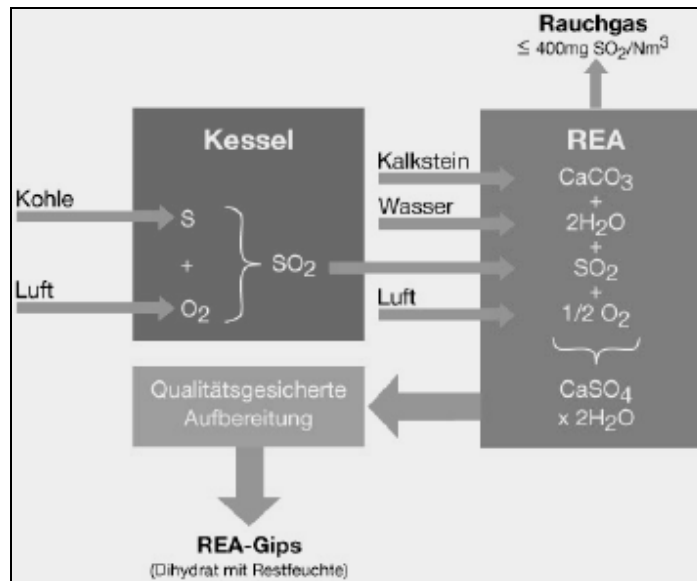 Rauchgas
≤ 400mg SO₂/Nm³
Kessel
REA
Kohle
S
+
Luft
O₂
SO₂
Kalkstein
CaCO₃
+
Wasser
2H₂O
+
SO₂
+
Luft
1/2 O₂
CaSO₄
x 2H₂O
Qualitätsgesicherte
Aufbereitung
REA-Gips
(Dihydrat mit Restfeuchte)